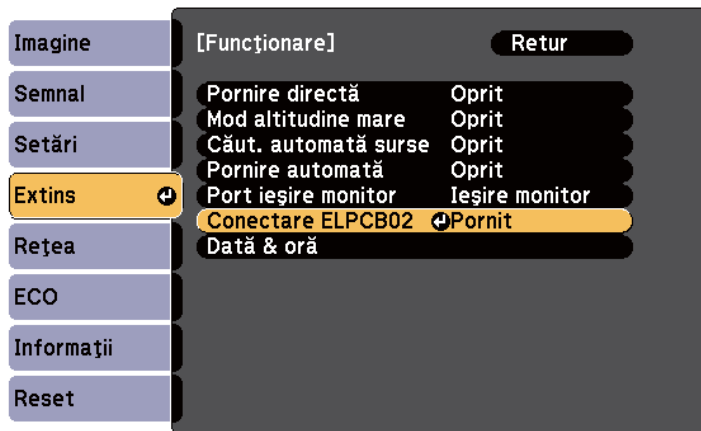 Imagine
Semnal
Setări
Extins
Reţea
ECO
Informaţii
Reset
[Funcţionare] Retur
Pornire directă Oprit
Mod altitudine mare Oprit
Căut. automată surse Oprit
Pornire automată Oprit
Port ieşire monitor Ieşire monitor
Conectare ELPCB02 Pornit
Dată & oră